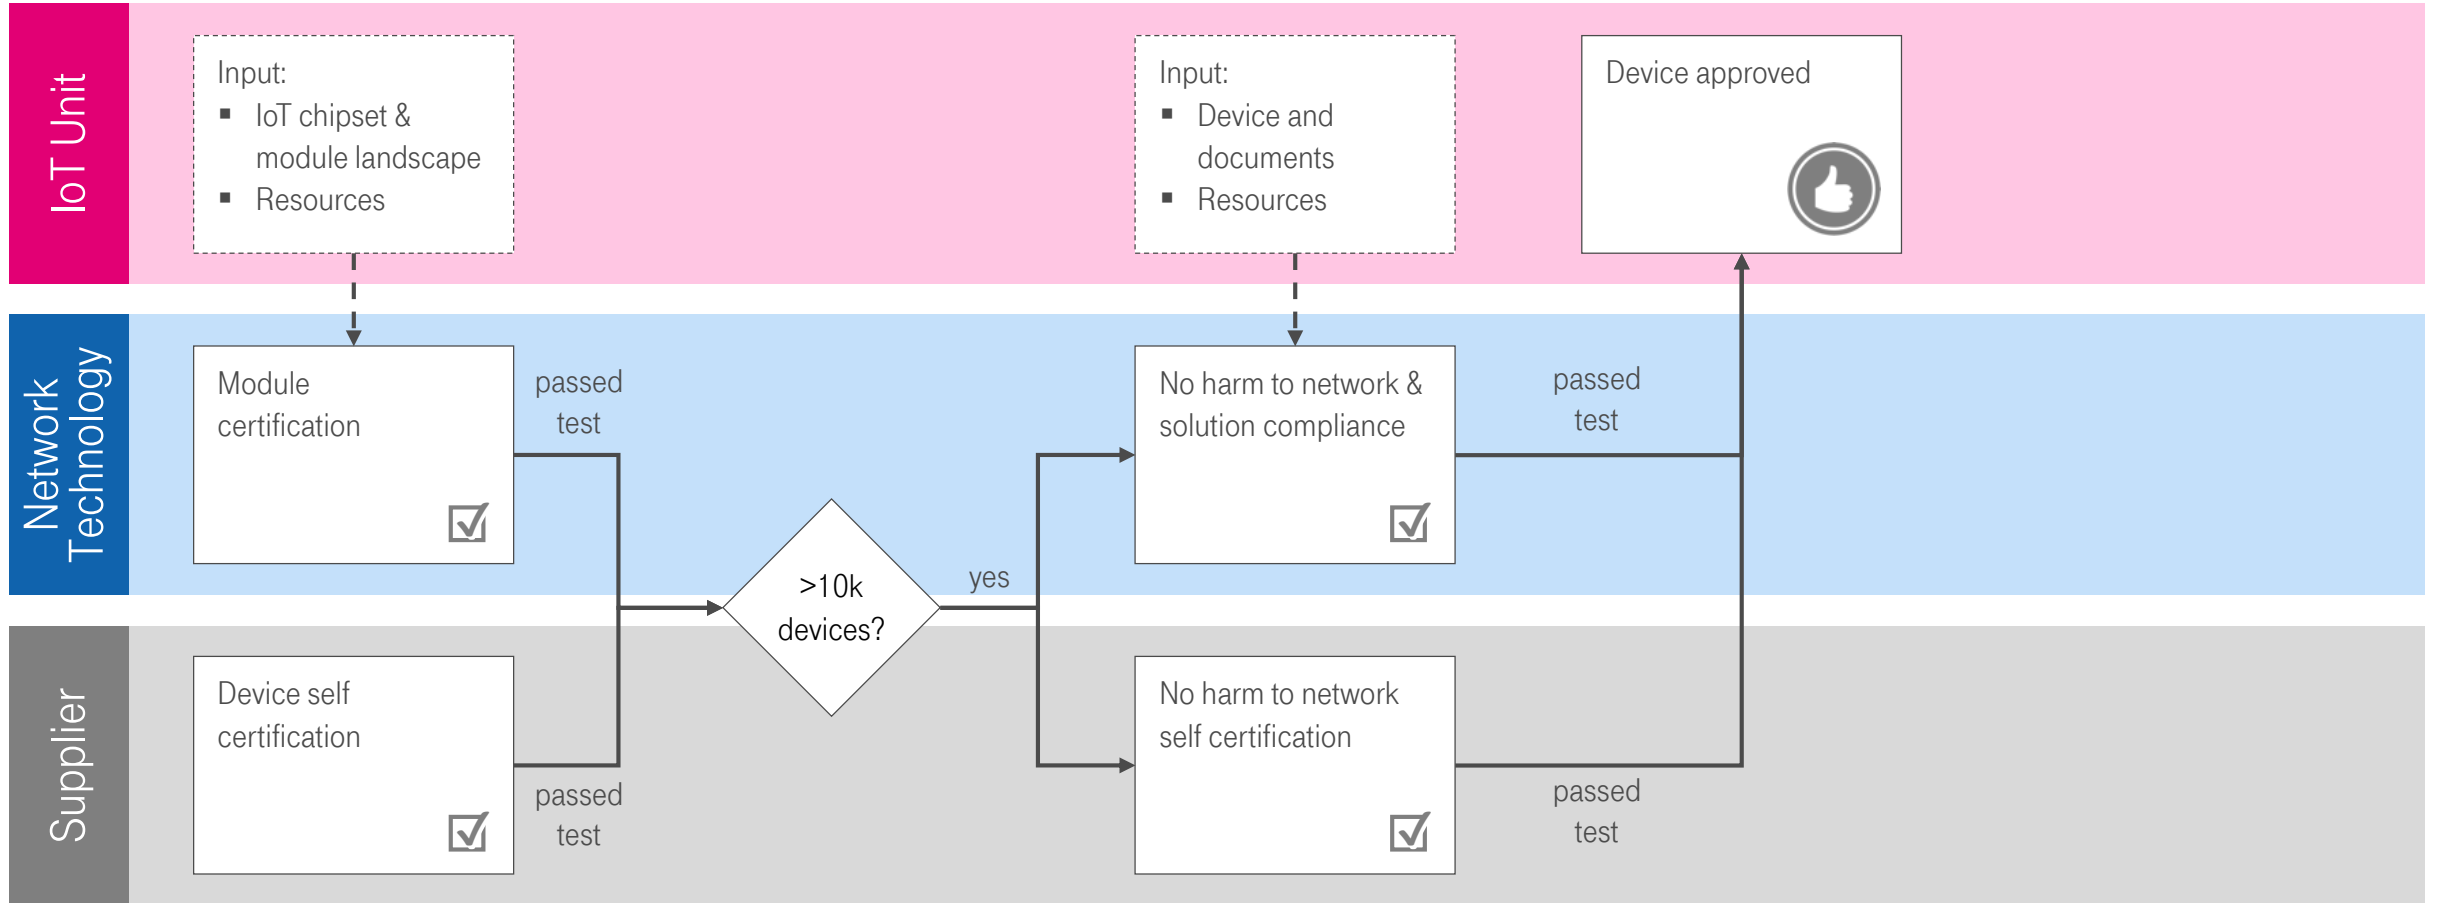 IoT Unit
Input:
▪ IoT chipset &
module landscape
▪ Resources
Input:
▪ Device and
documents
▪ Resources
Device approved
Network
Technology
Module
certification
passed
test
>10k
devices?
yes
No harm to network &
solution compliance
passed
test
Supplier
Device self
certification
passed
test
No harm to network
self certification
passed
test